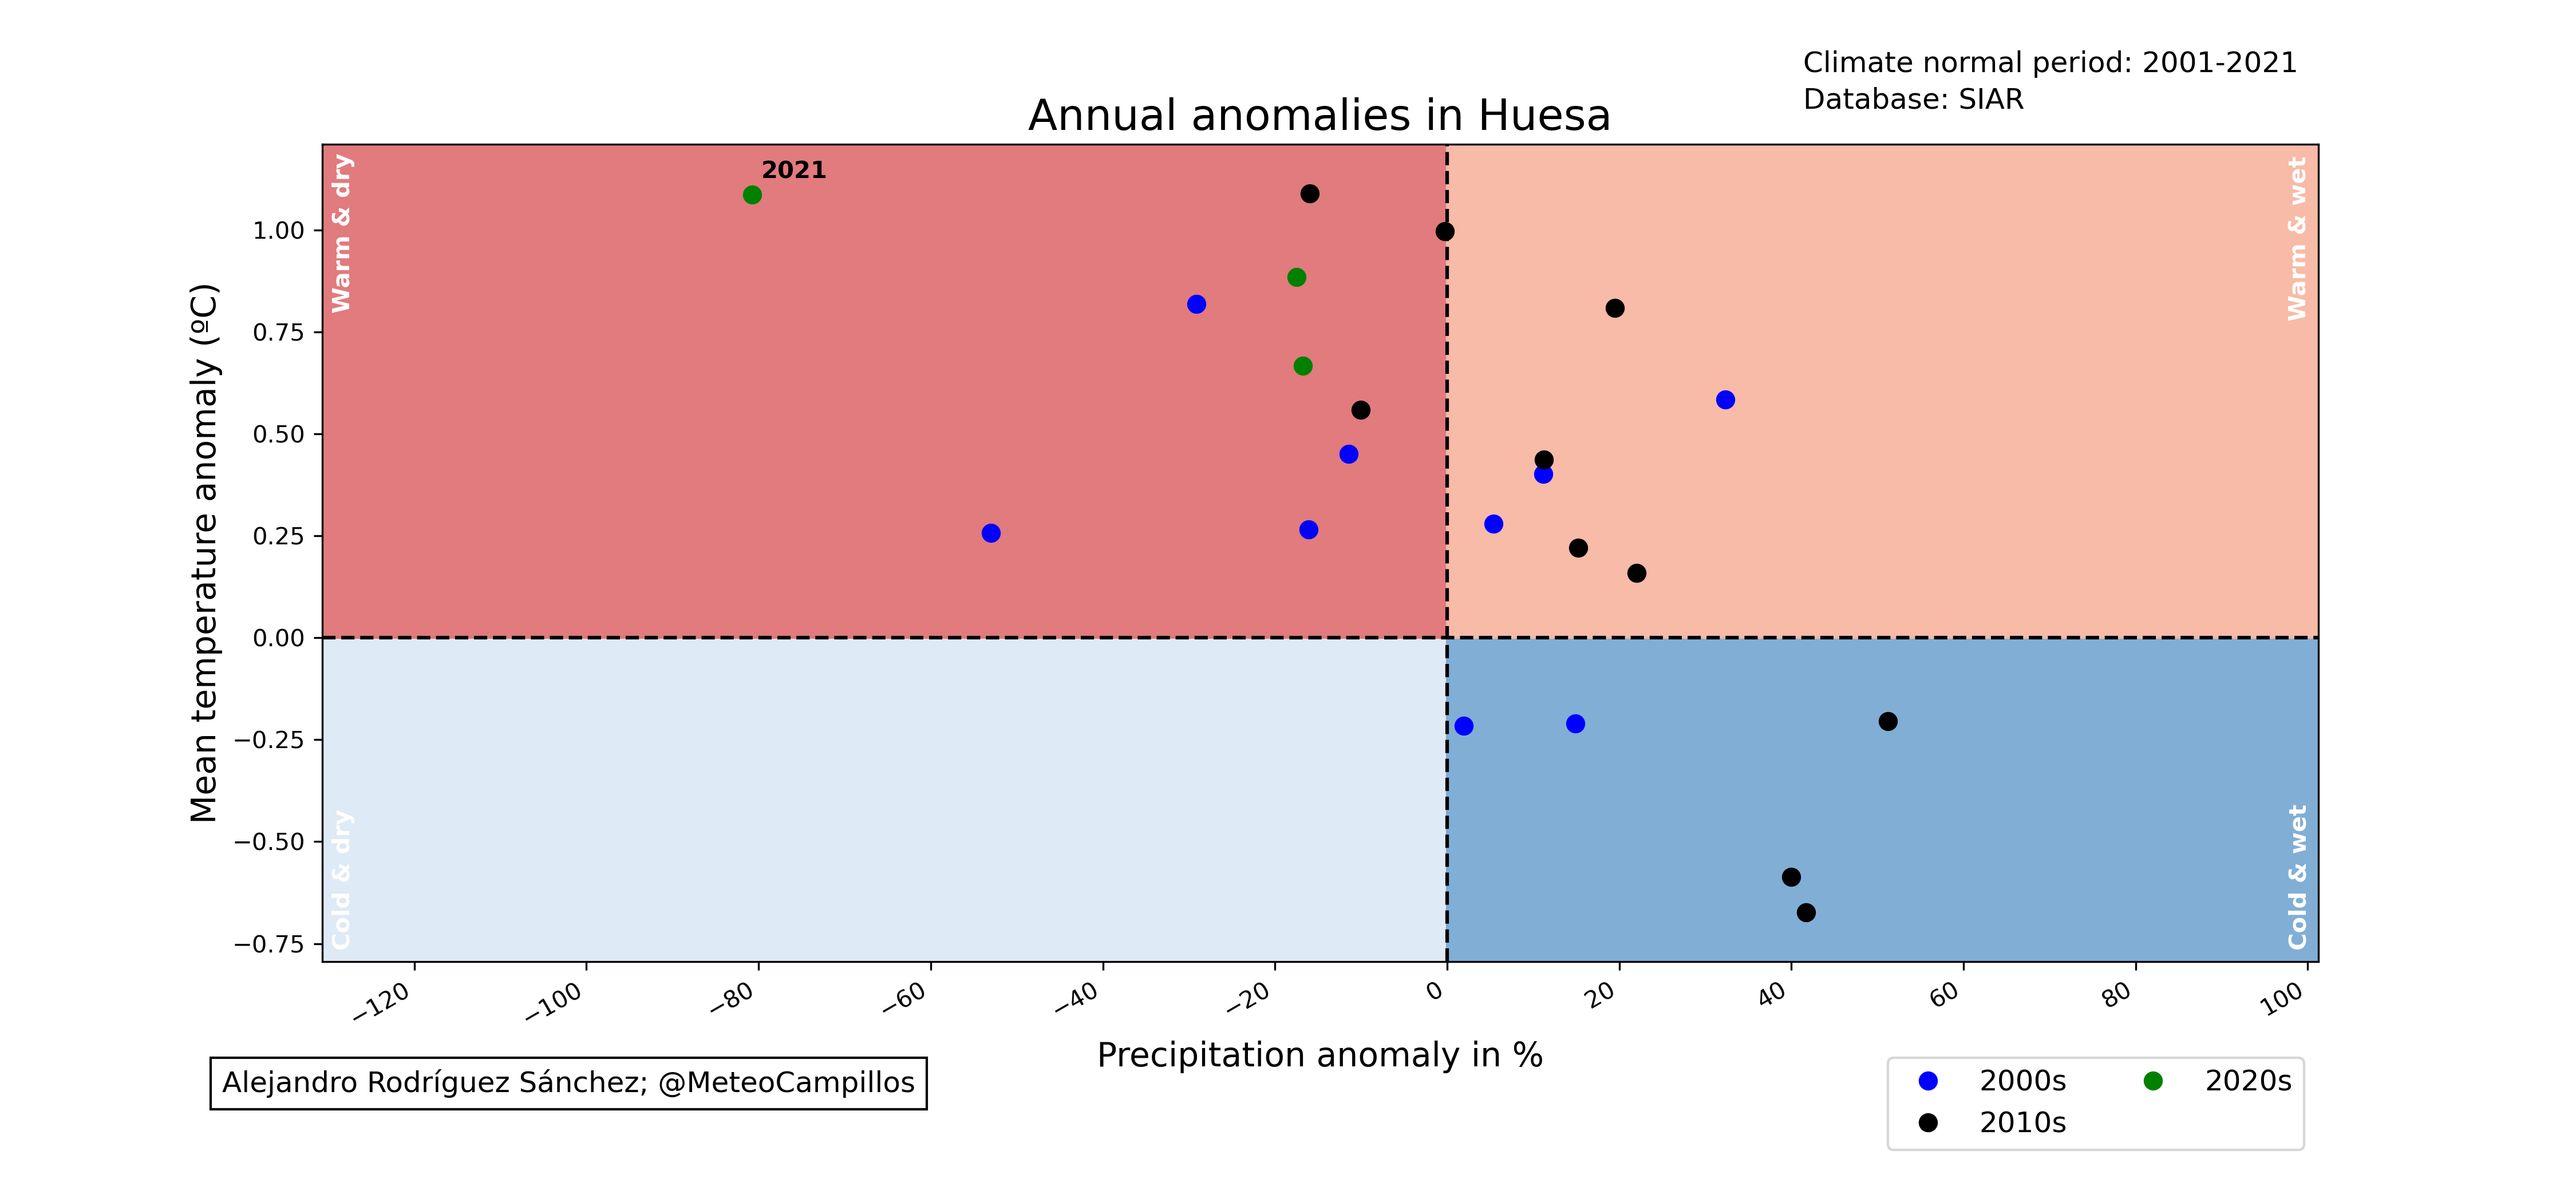 Climate normal period: 2001-2021
Database: SIAR
Annual anomalies in Huesa
Warm & dry
2021
Warm & wet
Mean temperature anomaly (ºC)
1.00
0.75
0.50
0.25
0.00
−0.25
−0.50
−0.75
Cold & dry
Cold & wet
−120 −100 −80 −60 −40 −20 0 20 40 60 80 100
Precipitation anomaly in %
Alejandro Rodríguez Sánchez; @MeteoCampillos
2000s 2020s
2010s